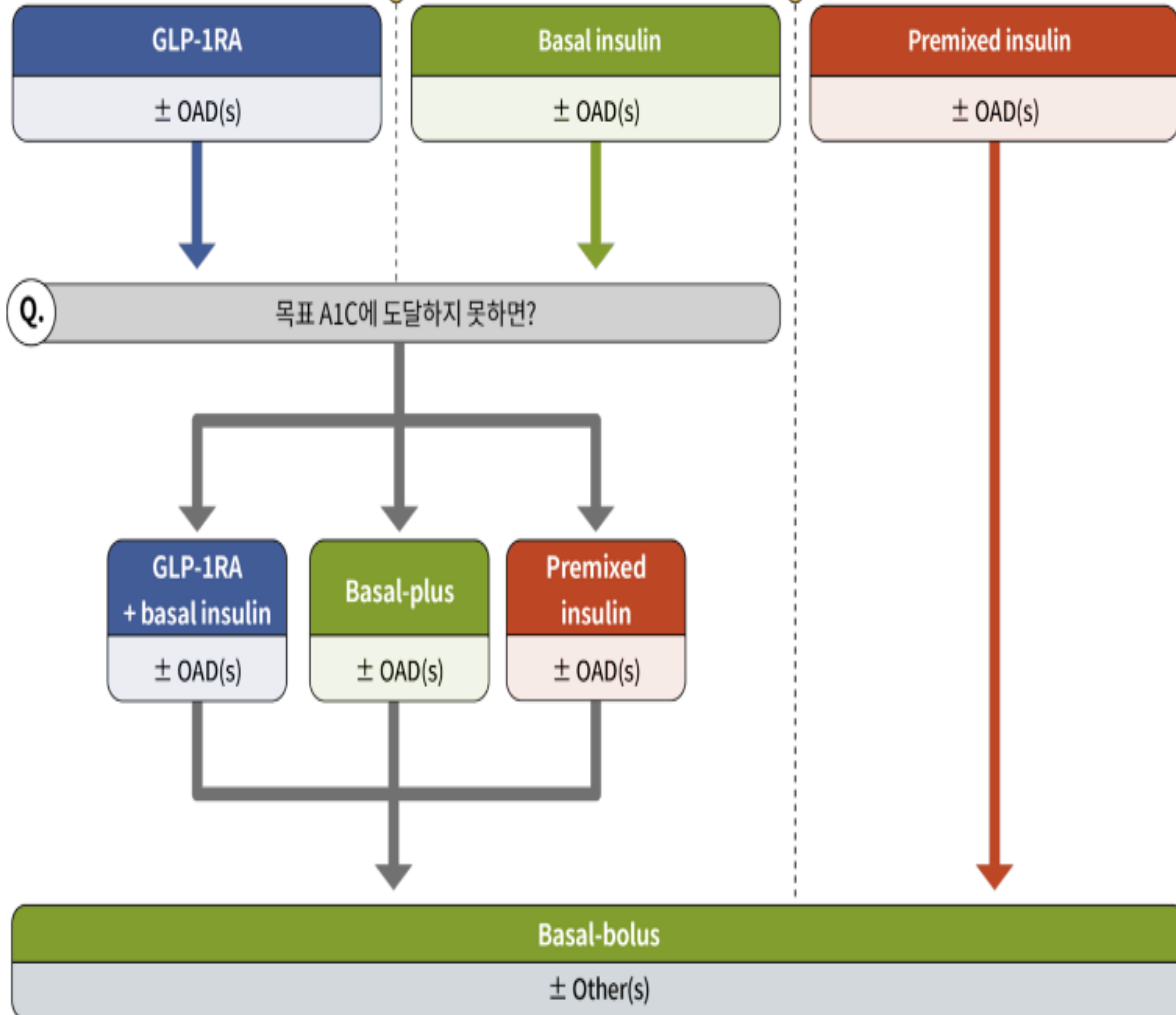 GLP-1RA
± OAD(s)
Basal insulin
± OAD(s)
Premixed insulin
± OAD(s)
Q.
목표 A1C에 도달하지 못하면?
GLP-1RA
+ basal insulin
± OAD(s)
Basal-plus
± OAD(s)
Premixed
insulin
± OAD(s)
Basal-bolus
± Other(s)